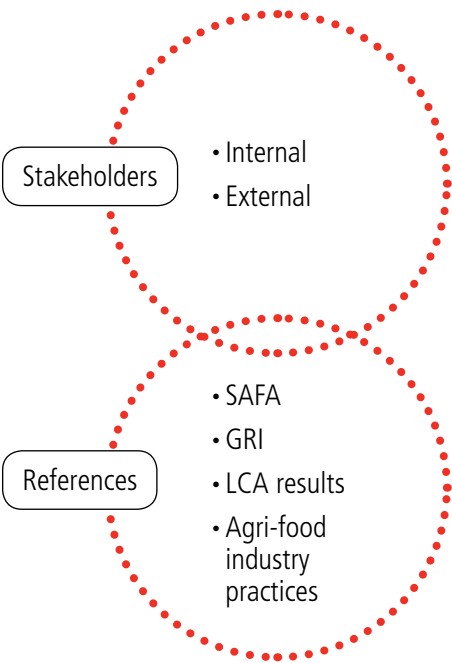 Stakeholders
• Internal
• External
References
• SAFA
• GRI
• LCA results
• Agri-food
industry
practices